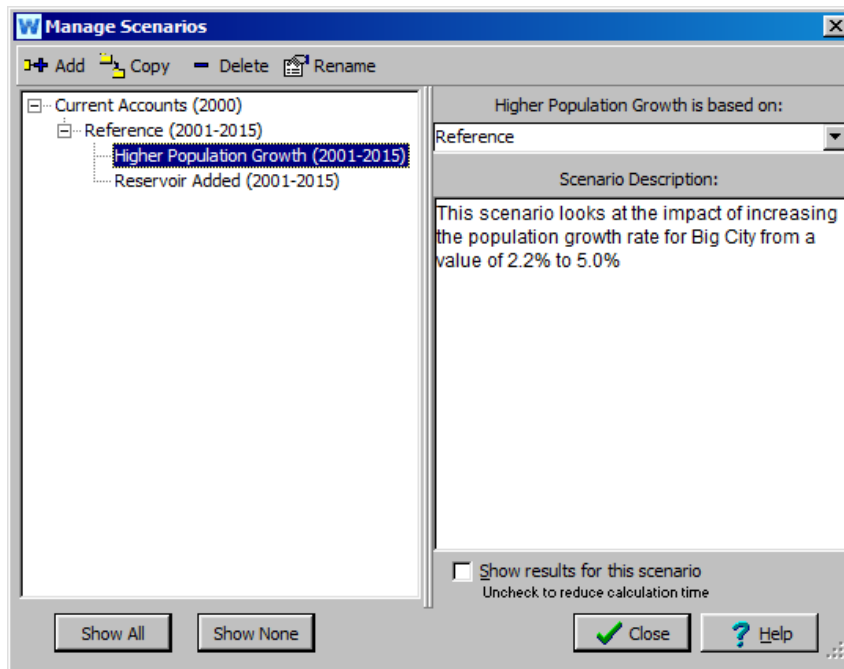 W Manage Scenarios
Add Copy Delete Rename
Current Accounts (2000)
Reference (2001-2015)
Higher Population Growth (2001-2015)
Reservoir Added (2001-2015)
Higher Population Growth is based on:
Reference
Scenario Description:
This scenario looks at the impact of increasing
the population growth rate for Big City from a
value of 2.2% to 5.0%
Show results for this scenario
Uncheck to reduce calculation time
Show All Show None Close ? Help